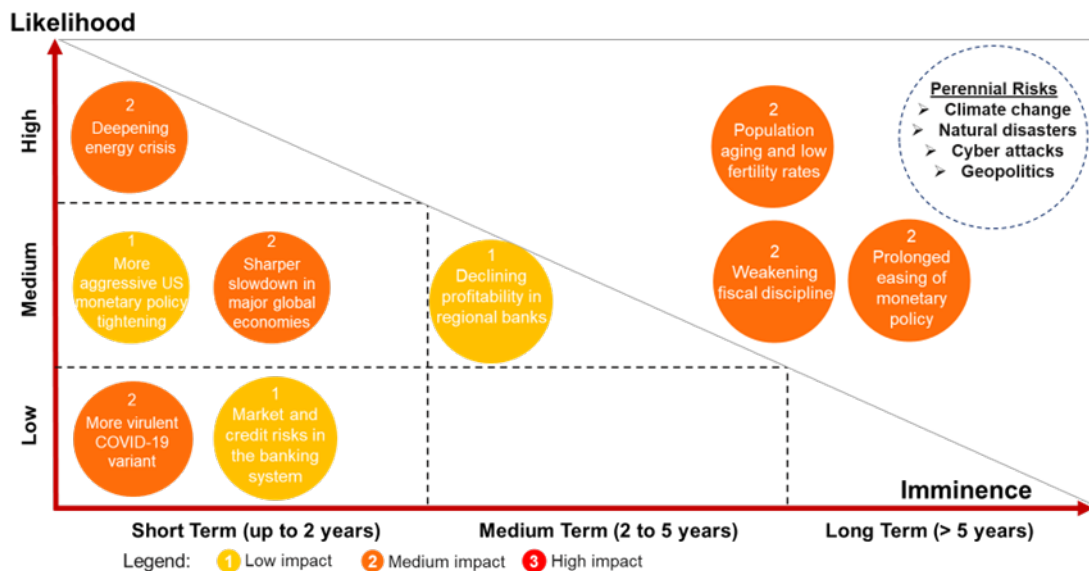 Likelihood
High
2
Deepening
energy crisis
2
Population
aging and low
fertility rates
Perennial Risks
➢ Climate change
➢ Natural disasters
➢ Cyber attacks
➢ Geopolitics
Medium
1
More
aggressive US
monetary policy
tightening
2
Sharper
slowdown in
major global
economies
1
Declining
profitability in
regional banks
2
Weakening
fiscal discipline
2
Prolonged
easing of
monetary
policy
Low
2
More virulent
COVID-19
variant
1
Market and
credit risks in
the banking
system
Imminence
Short Term (up to 2 years)
Medium Term (2 to 5 years)
Long Term (> 5 years)
Legend: 1 Low impact 2 Medium impact 3 High impact